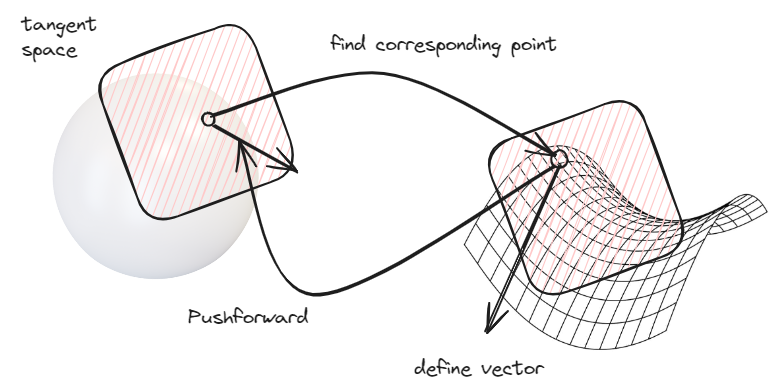 tangent
space
find corresponding point
Pushforward
define vector